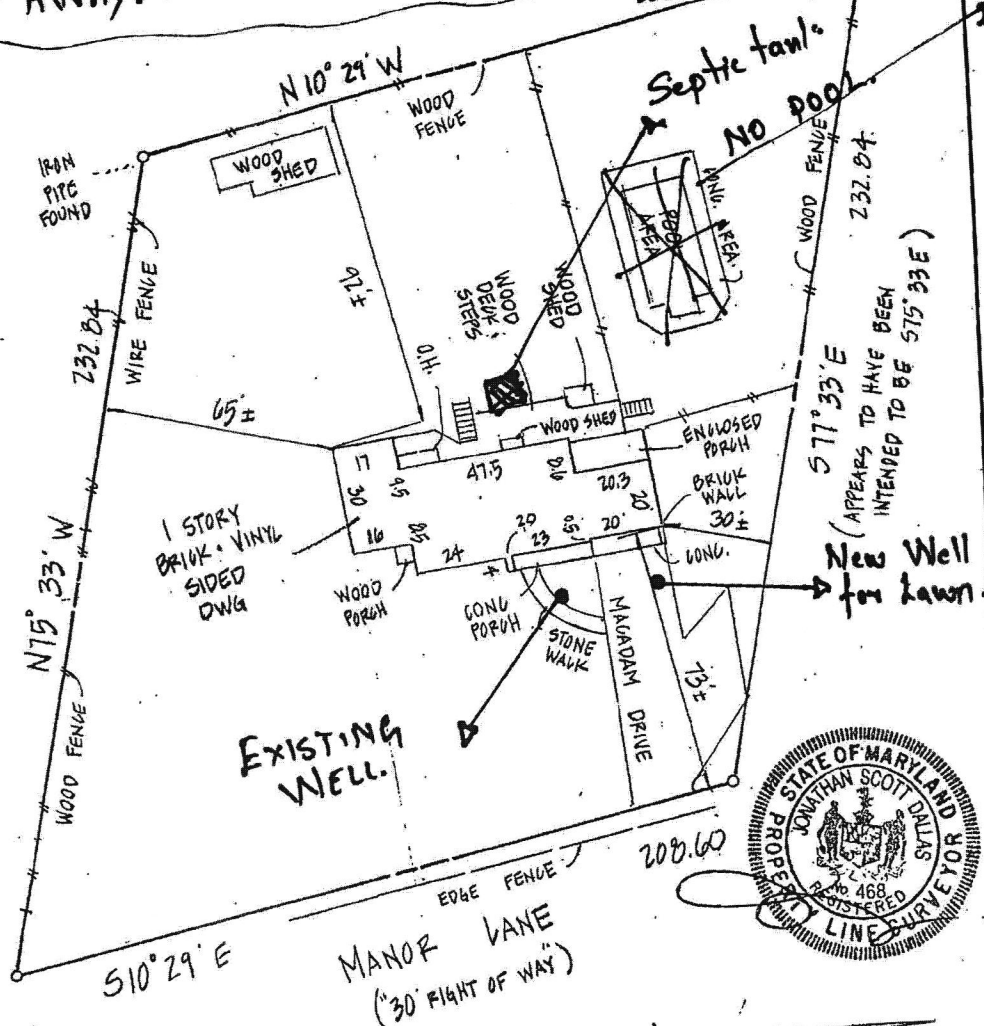 N 10° 29' W
WOOD
FENCE
Septic tank
NO POOL
IRON
PIPE
FOUND
WOOD
SHED
CONC. AREA
POOL
AREA
WOOD FENCE
232.84
92'±
WOOD
DECK &
STEPS
WOOD
SHED
WIRE FENCE
232.84
O.H.
65'±
WOOD SHED
ENCLOSED
PORCH
S 77° 33' E
(APPEARS TO HAVE BEEN
INTENDED TO BE S75° 33 E)
17
9.5
47.5
8.6
20.3
30
20'
BRICK
WALL
30'±
1 STORY
BRICK & VINYL
SIDED
DWG
16
24
20
23
0.5
20'
4
CONC.
WOOD
PORCH
CONC
PORCH
STONE
WALK
MACADAM DRIVE
73'±
New Well
for Lawn.
N75° 33' W
WOOD FENCE
EXISTING
WELL.
EDGE FENCE
208.60
S10° 29' E
MANOR LANE
("30' RIGHT OF WAY")
STATE OF MARYLAND
JONATHAN SCOTT DALLAS
No 468
REGISTERED
PROPERTY LINE SURVEYOR